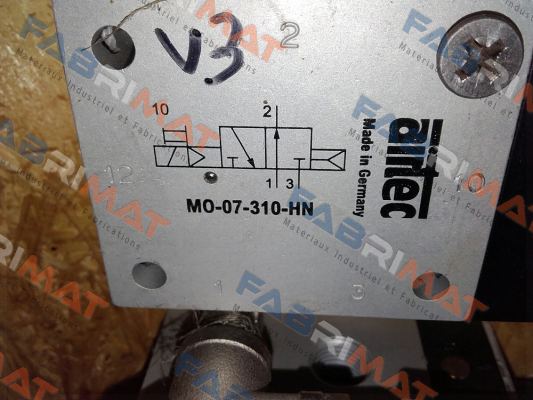 V3
2
10
2
1 3
12
10
MO-07-310-HN
airtec
Made in Germany
1
3
FABRIMAT
Materiaux Industriel et Fabrications